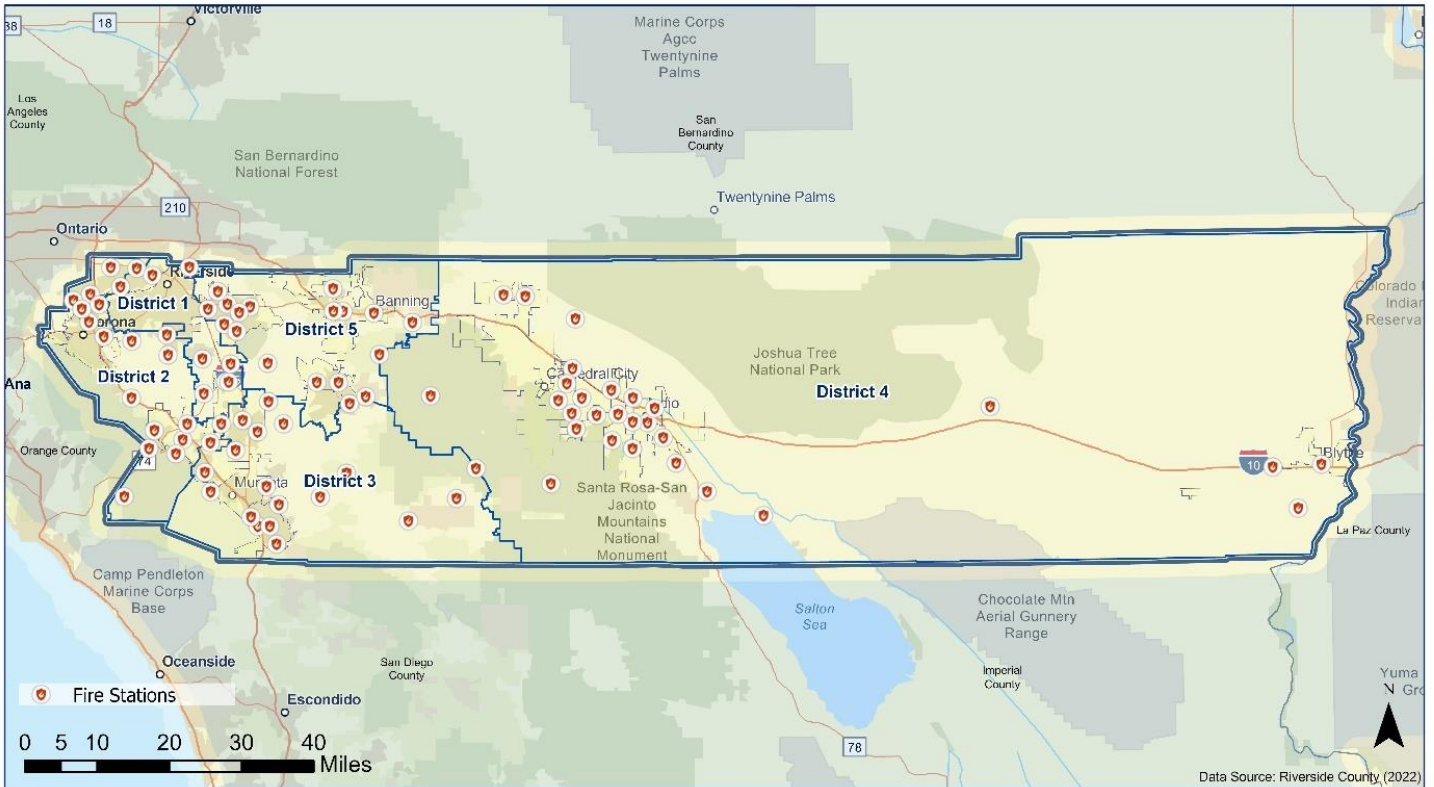 Victorville
38
18
Marine Corps
Agcc
Twentynine
Palms
Los
Angeles
County
San
Bernardino
County
San Bernardino
National Forest
210
Twentynine Palms
Ontario
Riverside
District 1
Banning
District 5
Colorado
Indian
Reserva
Corona
District 2
Joshua Tree
National Park
District 4
Cathedral City
Ana
Orange County
74
10
Blythe
District 3
Santa Rosa-San
Jacinto
Mountains
National
Monument
La Paz County
Camp Pendleton
Marine Corps
Base
Salton
Sea
Chocolate Mtn
Aerial Gunnery
Range
Oceanside
San Diego
County
Imperial
County
Yuma
N
Fire Stations
Escondido
0 5 10 20 30 40
Miles
78
Data Source: Riverside County (2022)